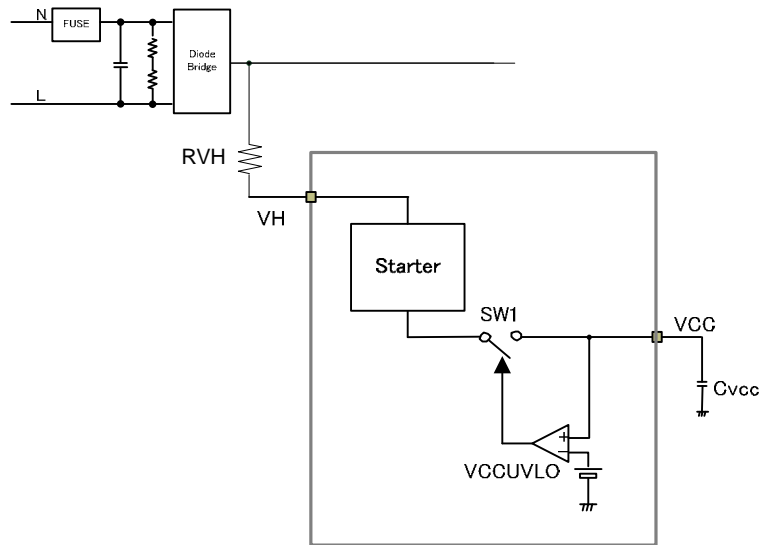 N
FUSE
Diode
Bridge
L
RVH
VH
Starter
SW1
VCC
Cvcc
+
−
VCCUVLO